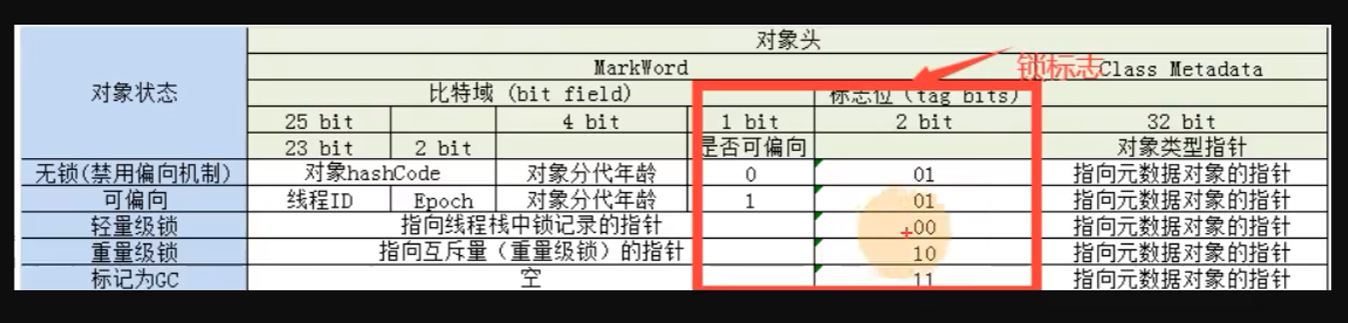 对象状态 对象头
MarkWord 锁标志 Class Metadata
比特域 (bit field) 标志位 (tag bits)
25 bit 4 bit 1 bit 2 bit 32 bit
23 bit 2 bit 是否可偏向 对象类型指针
无锁(禁用偏向机制) 对象hashCode 对象分代年龄 0 01 指向元数据对象的指针
可偏向 线程ID Epoch 对象分代年龄 1 01 指向元数据对象的指针
轻量级锁 指向线程栈中锁记录的指针 00 指向元数据对象的指针
重量级锁 指向互斥量（重量级锁）的指针 10 指向元数据对象的指针
标记为GC 空 11 指向元数据对象的指针